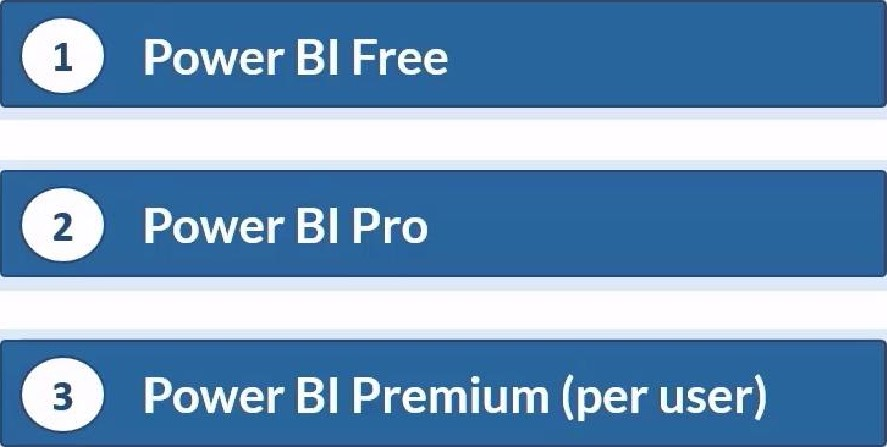 1 Power BI Free
2 Power BI Pro
3 Power BI Premium (per user)